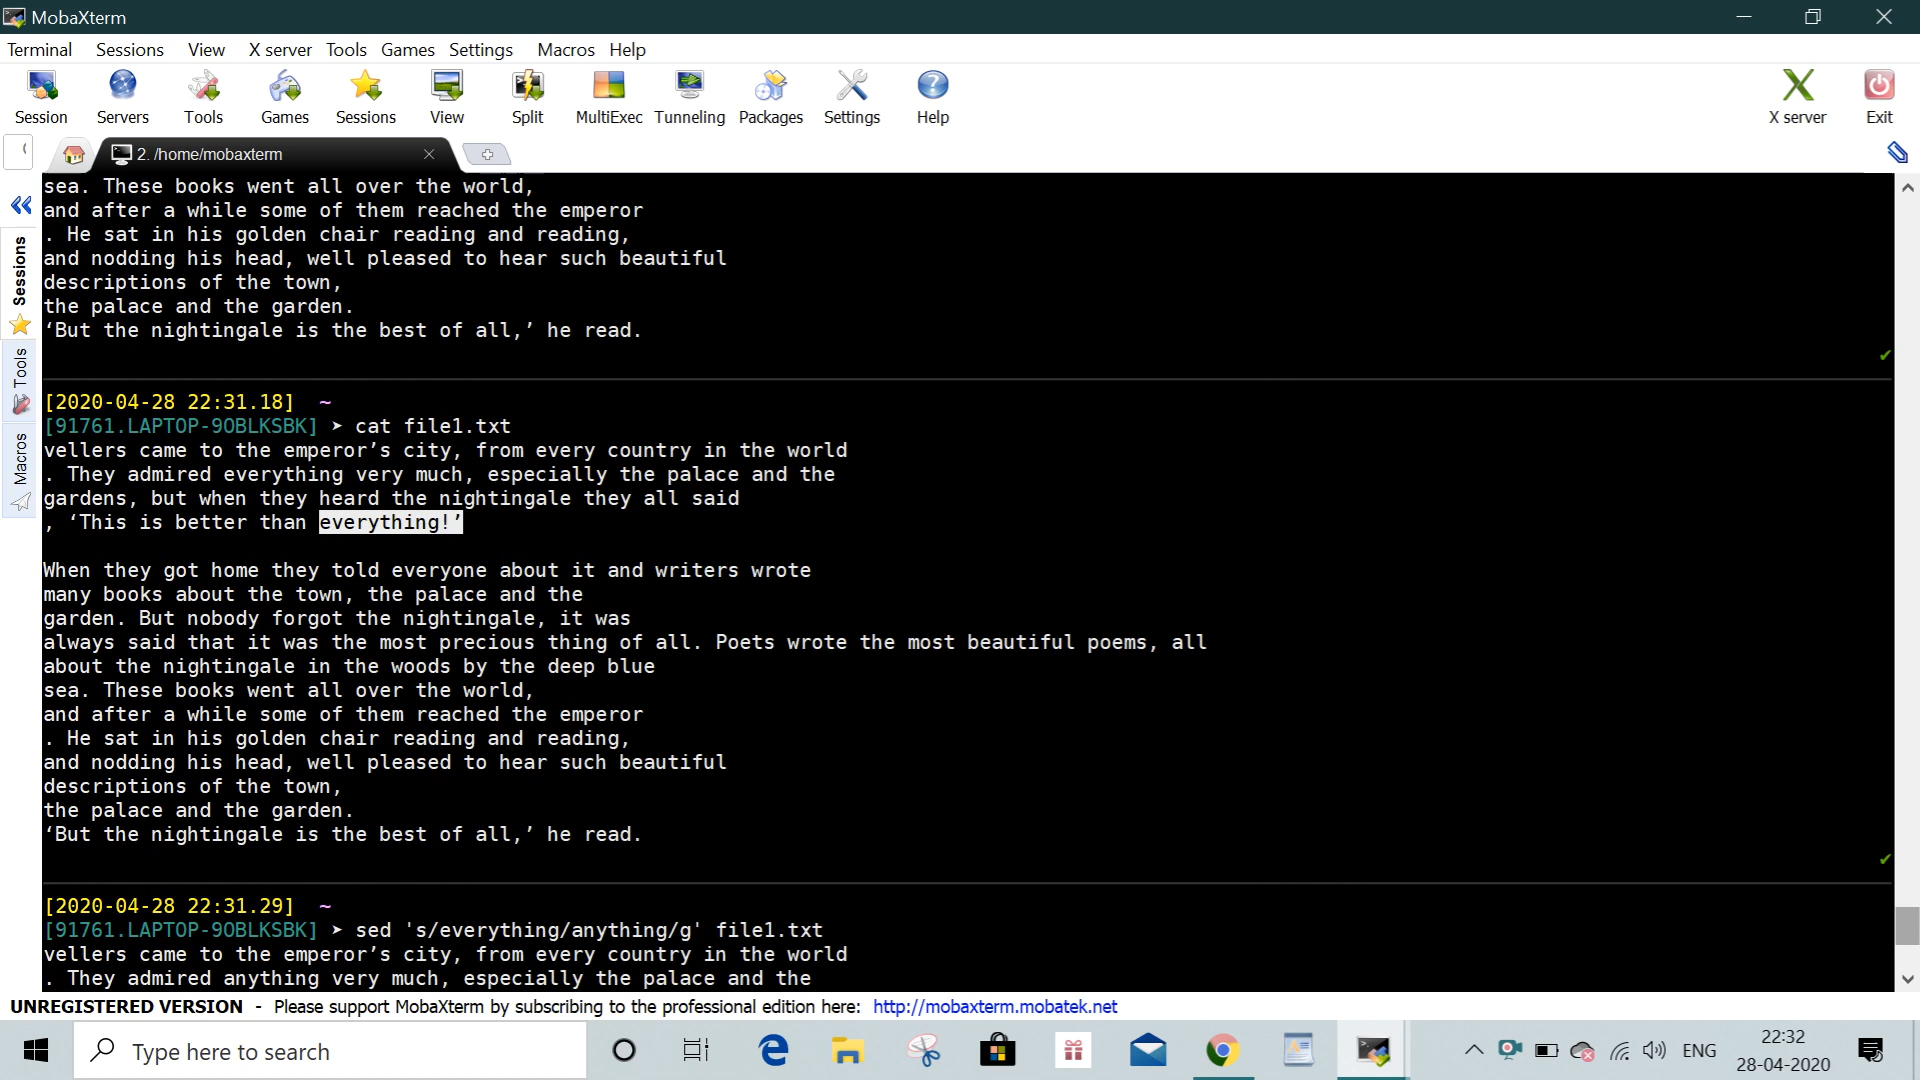 MobaXterm
Terminal Sessions View X server Tools Games Settings Macros Help
Session Servers Tools Games Sessions View Split MultiExec Tunneling Packages Settings Help X server Exit
2. /home/mobaxterm
Sessions
Tools
Macros
sea. These books went all over the world,
and after a while some of them reached the emperor
. He sat in his golden chair reading and reading,
and nodding his head, well pleased to hear such beautiful
descriptions of the town,
the palace and the garden.
‘But the nightingale is the best of all,’ he read.
[2020-04-28 22:31.18] ~
[91761.LAPTOP-9OBLKSBK] ➤ cat file1.txt
vellers came to the emperor’s city, from every country in the world
. They admired everything very much, especially the palace and the
gardens, but when they heard the nightingale they all said
, ‘This is better than everything!’
When they got home they told everyone about it and writers wrote
many books about the town, the palace and the
garden. But nobody forgot the nightingale, it was
always said that it was the most precious thing of all. Poets wrote the most beautiful poems, all
about the nightingale in the woods by the deep blue
sea. These books went all over the world,
and after a while some of them reached the emperor
. He sat in his golden chair reading and reading,
and nodding his head, well pleased to hear such beautiful
descriptions of the town,
the palace and the garden.
‘But the nightingale is the best of all,’ he read.
[2020-04-28 22:31.29] ~
[91761.LAPTOP-9OBLKSBK] ➤ sed 's/everything/anything/g' file1.txt
vellers came to the emperor’s city, from every country in the world
. They admired anything very much, especially the palace and the
UNREGISTERED VERSION - Please support MobaXterm by subscribing to the professional edition here: http://mobaxterm.mobatek.net
Type here to search
ENG
22:32
28-04-2020